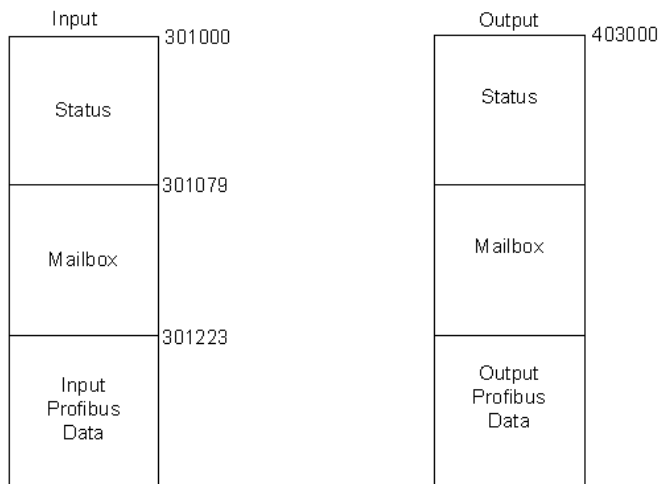 Input
301000
Status
301079
Mailbox
301223
Input
Profibus
Data
Output
403000
Status
Mailbox
Output
Profibus
Data